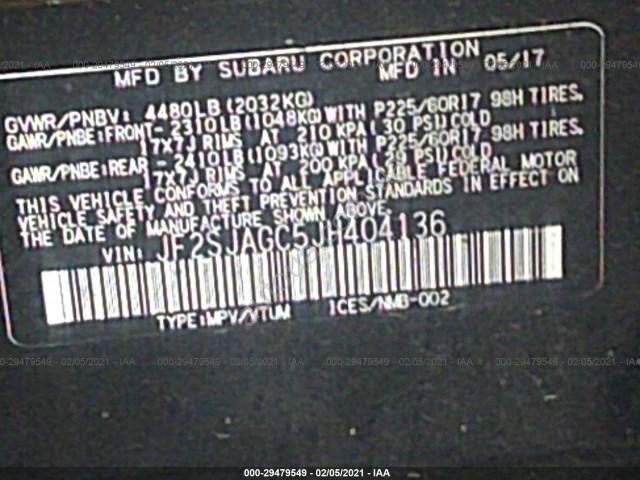 MFD BY SUBARU CORPORATION
MFD IN 05/17
GVWR/PNBV: 4480LB(2032KG)
GAWR/PNBE:FRONT- 2310LB(1048KG)WITH P225/60R17 98H TIRES,
17X7J RIMS AT 210 KPA( 30 PSI)COLD
GAWR/PNBE:REAR - 2410LB(1093KG)WITH P225/60R17 98H TIRES,
17X7J RIMS AT 200 KPA( 29 PSI)COLD
THIS VEHICLE CONFORMS TO ALL APPLICABLE FEDERAL MOTOR
VEHICLE SAFETY AND THEFT PREVENTION STANDARDS IN EFFECT ON
THE DATE OF MANUFACTURE SHOWN ABOVE.
VIN: JF2SJAGC5JH404136
TYPE:MPV/VTUM ICES/NMB-002
000-29479549 - 02/05/2021 - IAA